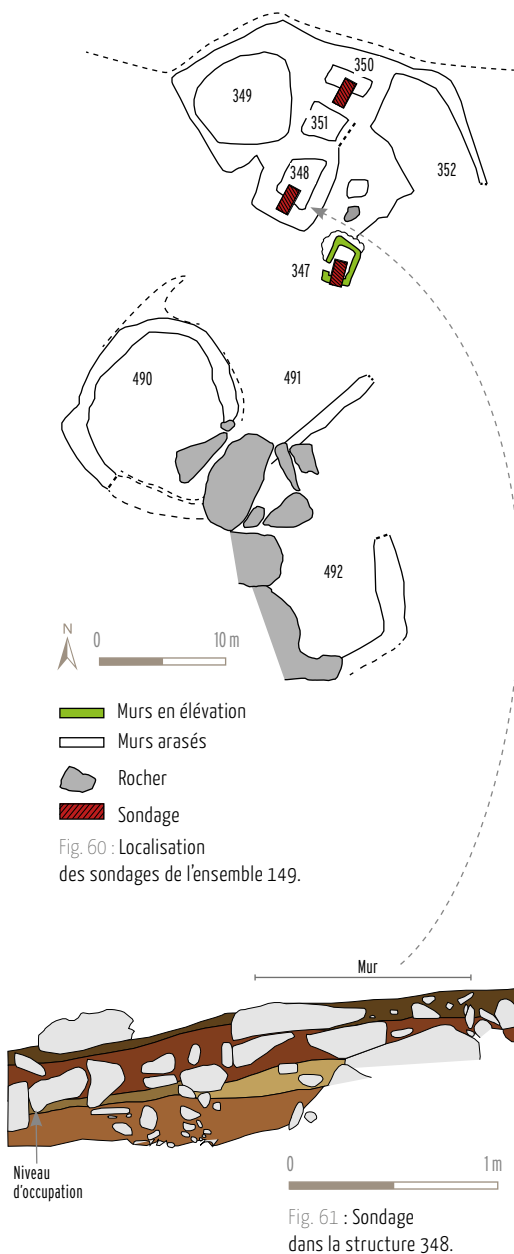 350
349
351
348
352
347
490
491
492
N
0 10 m
Murs en élévation
Murs arasés
Rocher
Sondage
Fig. 60 : Localisation
des sondages de l'ensemble 149.
Mur
Niveau
d'occupation
0 1 m
Fig. 61 : Sondage
dans la structure 348.